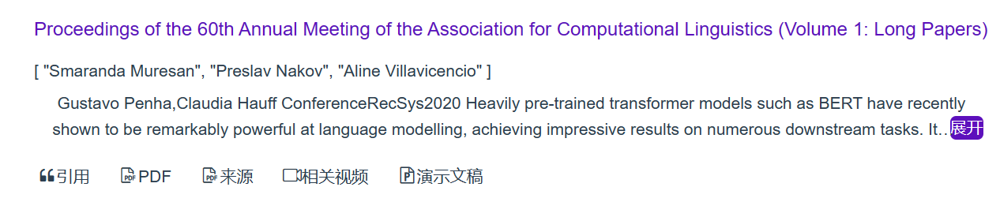 Proceedings of the 60th Annual Meeting of the Association for Computational Linguistics (Volume 1: Long Papers)
[ "Smaranda Muresan", "Preslav Nakov", "Aline Villavicencio" ]
Gustavo Penha,Claudia Hauff ConferenceRecSys2020 Heavily pre-trained transformer models such as BERT have recently
shown to be remarkably powerful at language modelling, achieving impressive results on numerous downstream tasks. It.. 展开
引用 PDF 来源 相关视频 演示文稿